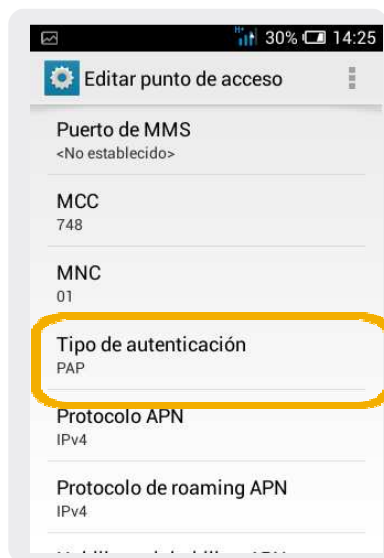 H+ 30% 14:25
Editar punto de acceso
Puerto de MMS
<No establecido>
MCC
748
MNC
01
Tipo de autenticación
PAP
Protocolo APN
IPv4
Protocolo de roaming APN
IPv4